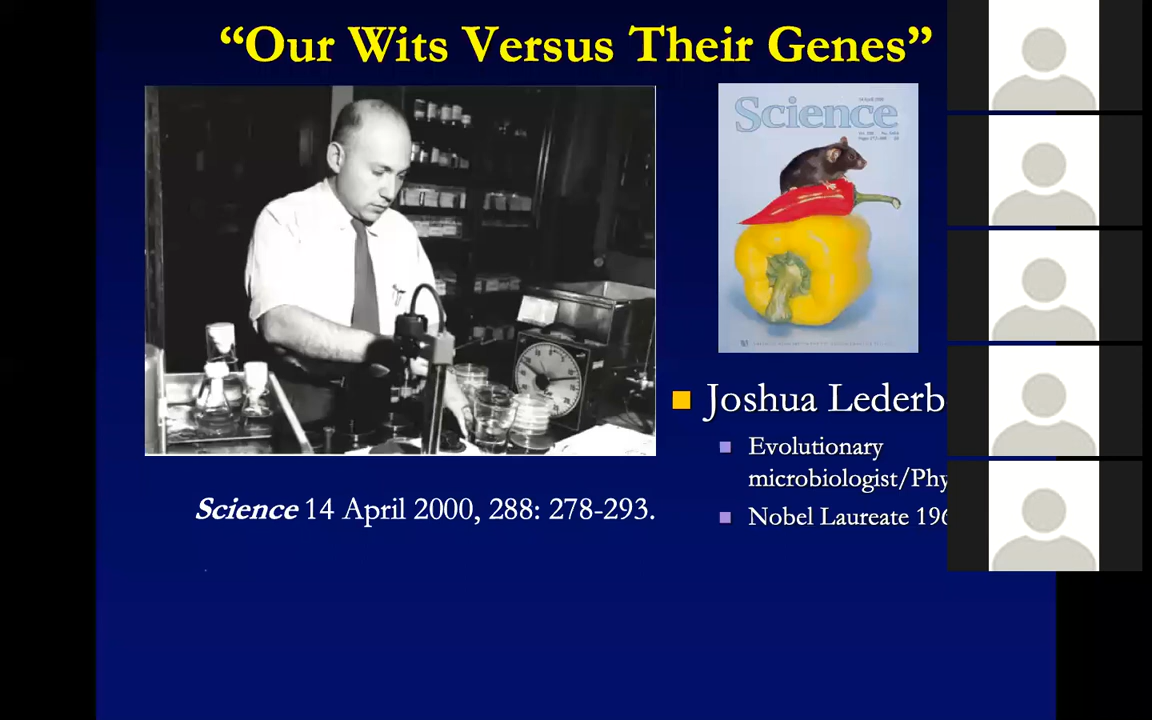 “Our Wits Versus Their Genes”
Science
Joshua Lederb
Evolutionary
microbiologist/Phy
Nobel Laureate 196
Science 14 April 2000, 288: 278-293.